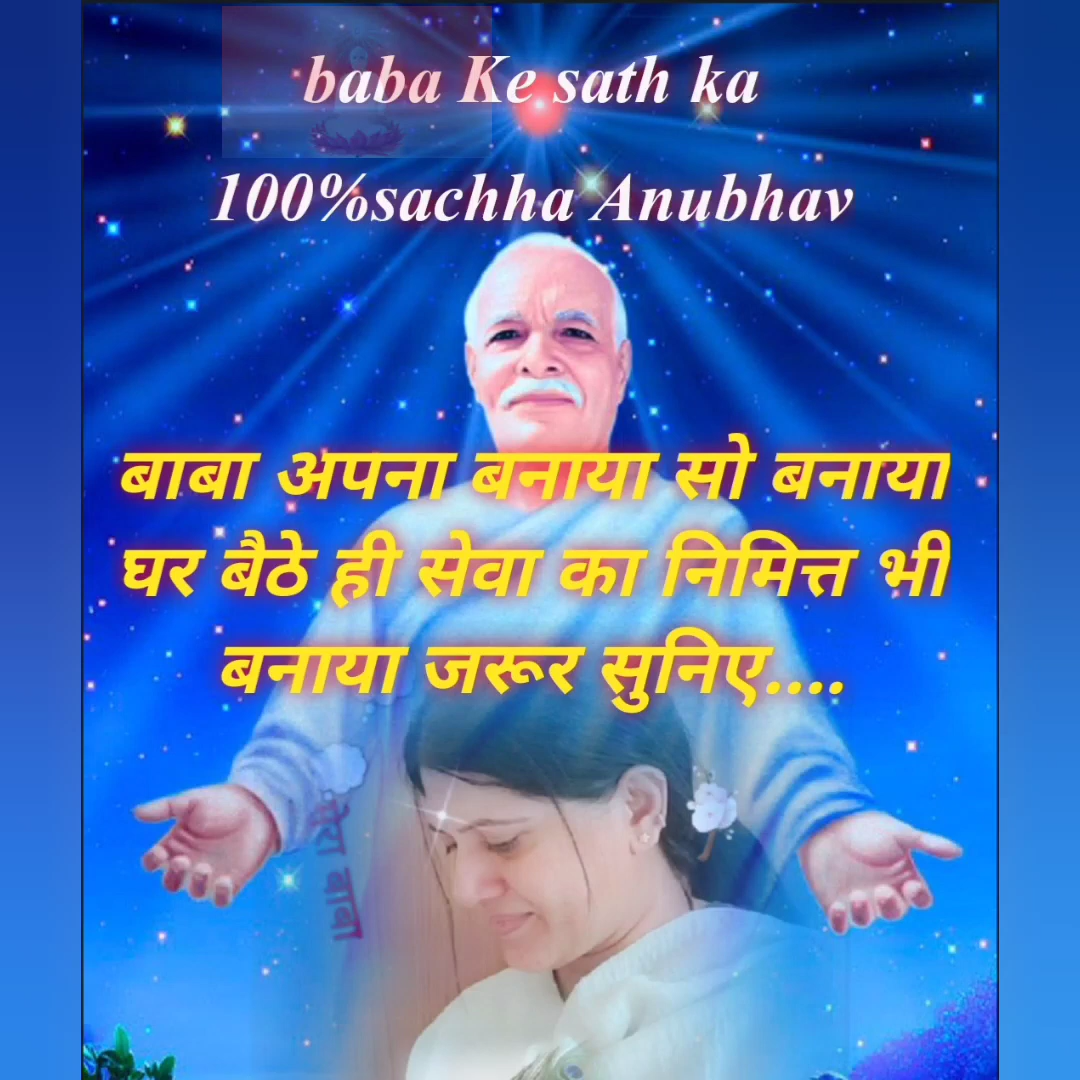 baba Ke sath ka
100%sachha Anubhav
बाबा अपना बनाया सो बनाया
घर बैठे ही सेवा का निमित्त भी
बनाया जरूर सुनिए....
मेरा बाबा